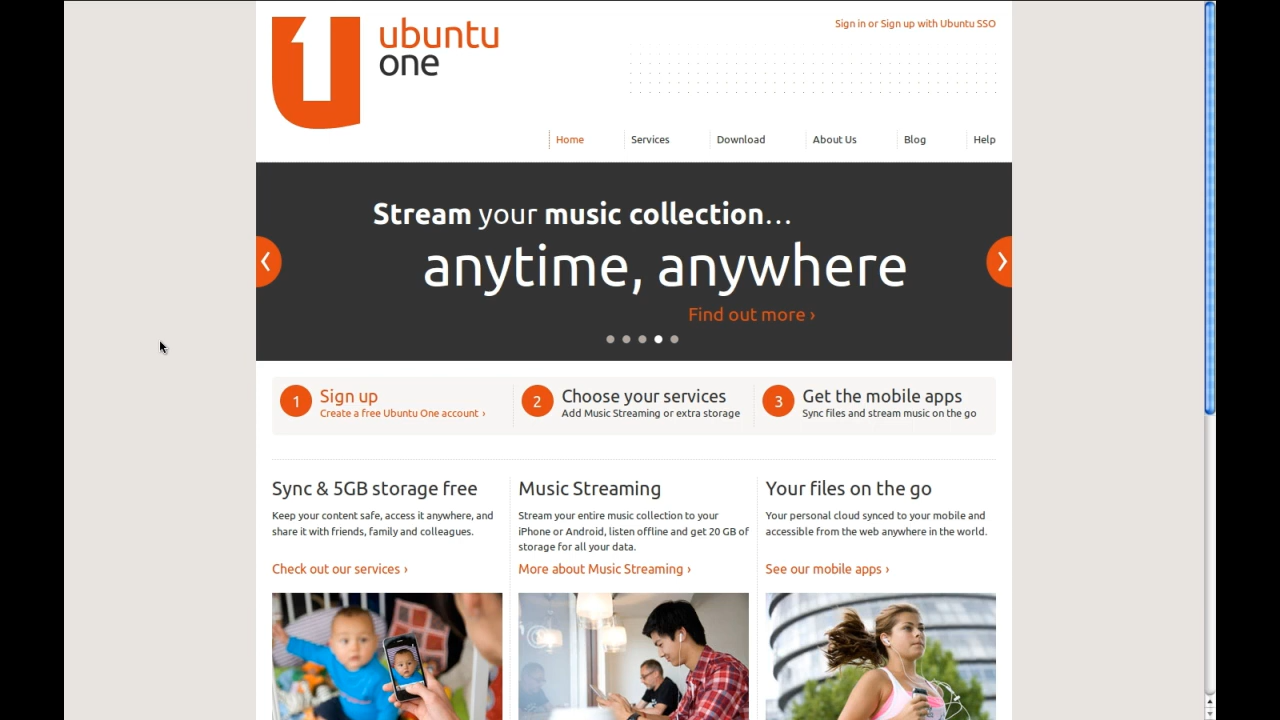 ubuntu
one
Sign in or Sign up with Ubuntu SSO
Home Services Download About Us Blog Help
Stream your music collection…
anytime, anywhere
Find out more ›
1 Sign up
Create a free Ubuntu One account ›
2 Choose your services
Add Music Streaming or extra storage
3 Get the mobile apps
Sync files and stream music on the go
Sync & 5GB storage free
Keep your content safe, access it anywhere, and
share it with friends, family and colleagues.
Check out our services ›
Music Streaming
Stream your entire music collection to your
iPhone or Android, listen offline and get 20 GB of
storage for all your data.
More about Music Streaming ›
Your files on the go
Your personal cloud synced to your mobile and
accessible from the web anywhere in the world.
See our mobile apps ›